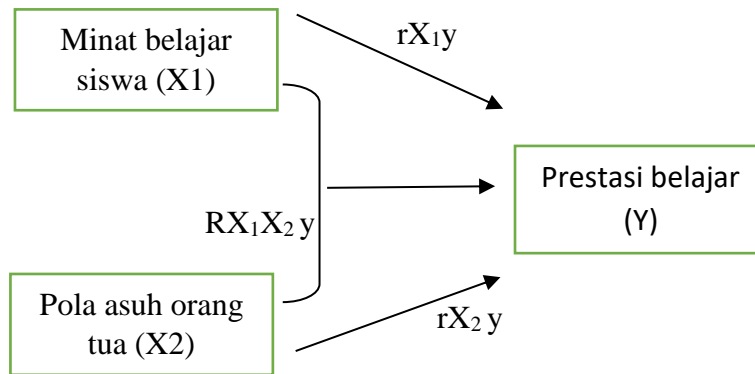 Minat belajar
siswa (X1)
rX₁y
Prestasi belajar
(Y)
RX₁X₂ y
Pola asuh orang
tua (X2)
rX₂ y